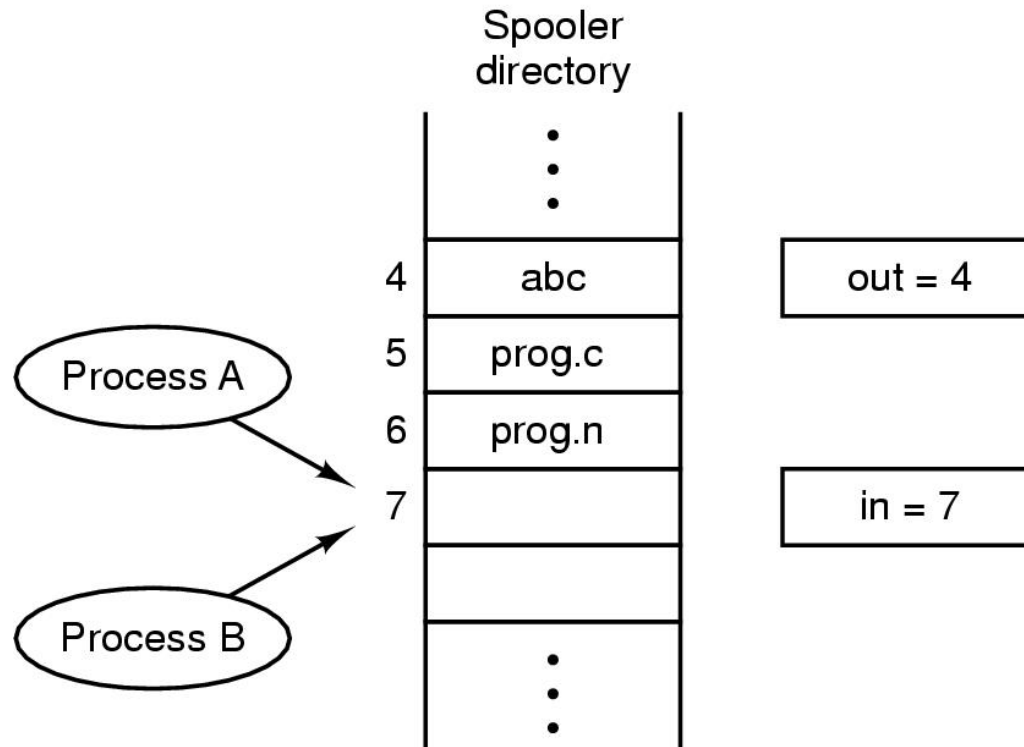 Spooler
directory
4
abc
out = 4
5
prog.c
Process A
6
prog.n
7
in = 7
Process B